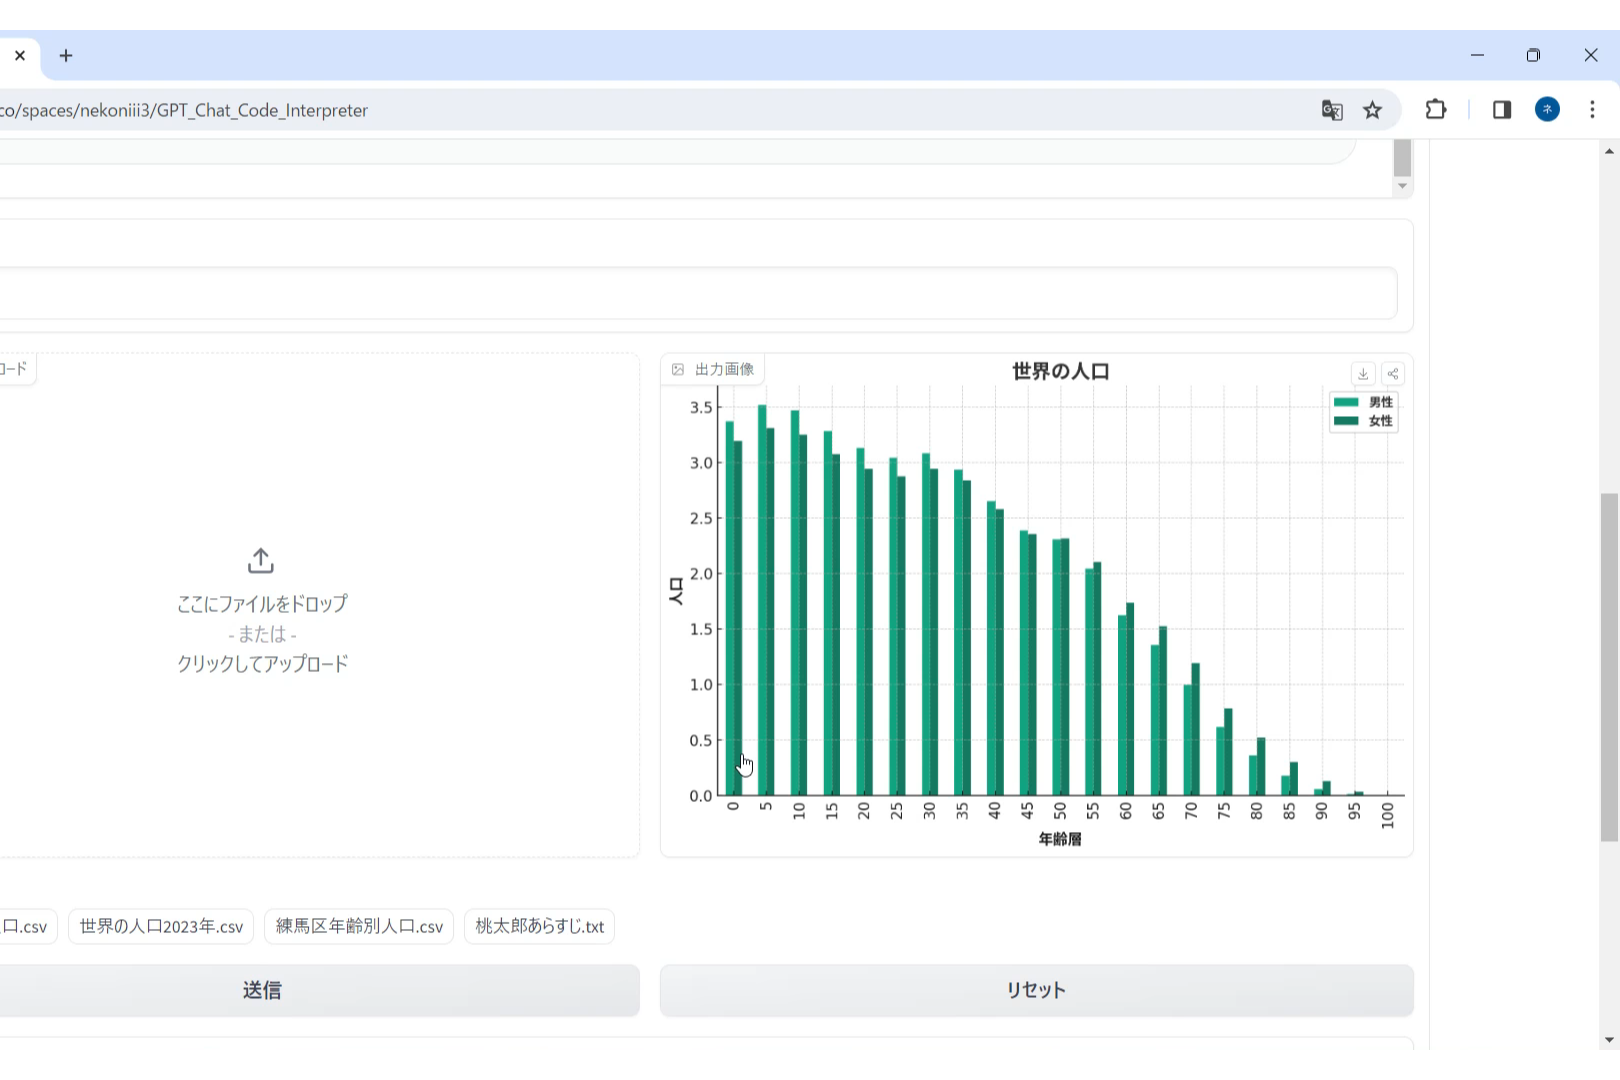 co/spaces/nekoniii3/GPT_Chat_Code_Interpreter
ネ
ロード
ここにファイルをドロップ
- または -
クリックしてアップロード
出力画像
世界の人口
男性
女性
人口
3.5
3.0
2.5
2.0
1.5
1.0
0.5
0.0
0 5 10 15 20 25 30 35 40 45 50 55 60 65 70 75 80 85 90 95 100
年齢層
口.csv
世界の人口2023年.csv
練馬区年齢別人口.csv
桃太郎あらすじ.txt
送信
リセット